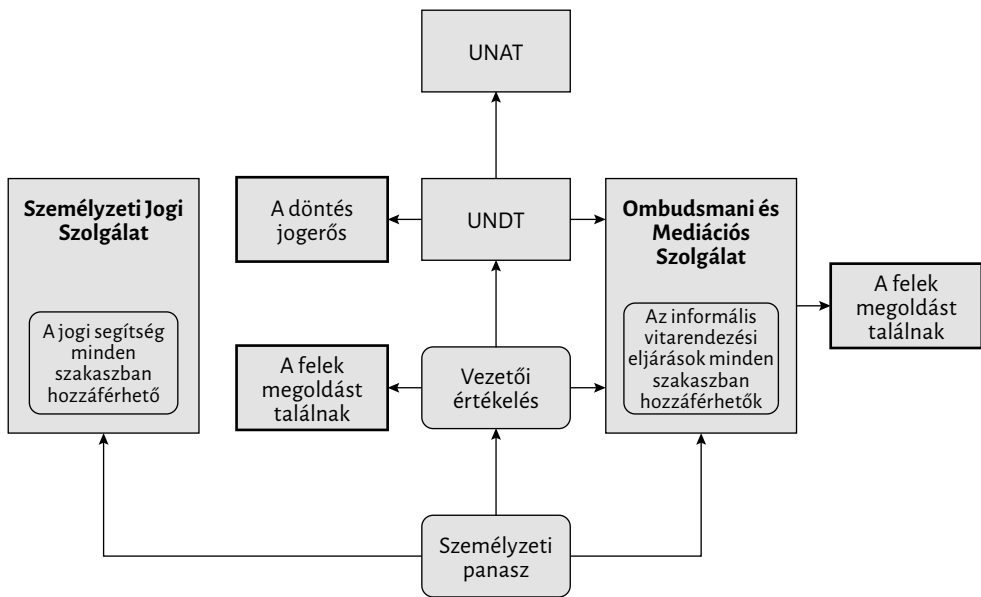 UNAT
Személyzeti Jogi
Szolgálat
A döntés
jogerős
UNDT
Ombudsmani és
Mediációs
Szolgálat
A jogi segítség
minden
szakaszban
hozzáférhető
A felek
megoldást
találnak
Vezetői
értékelés
Az informális
vitarendezési
eljárások minden
szakaszban
hozzáférhetők
A felek
megoldást
találnak
Személyzeti
panasz